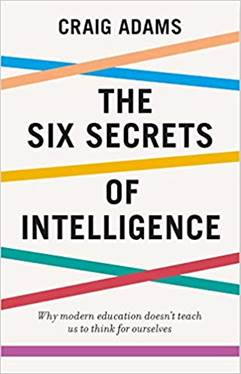 CRAIG ADAMS
THE
SIX SECRETS
OF
INTELLIGENCE
Why modern education doesn't teach
us to think for ourselves